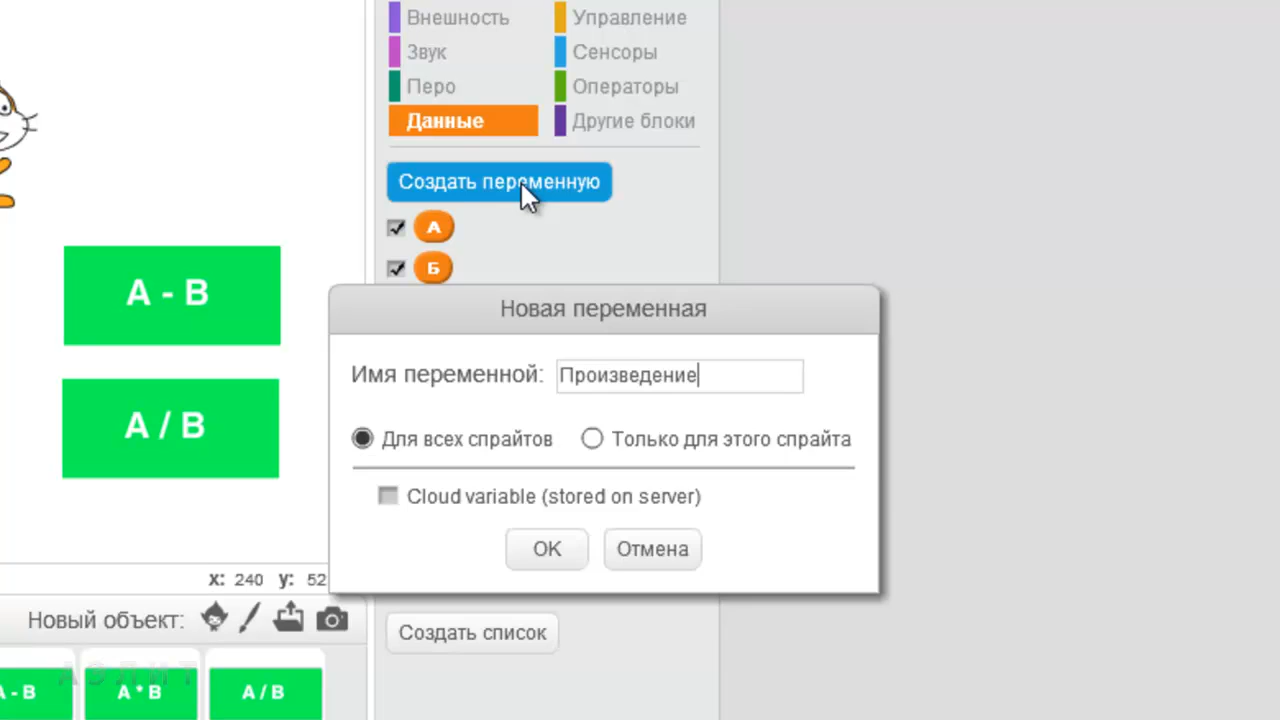 Внешность
Управление
Звук
Сенсоры
Перо
Операторы
Данные
Другие блоки
Создать переменную
А
Б
A - B
Новая переменная
Имя переменной: Произведение
A / B
Для всех спрайтов
Только для этого спрайта
Cloud variable (stored on server)
OK
Отмена
x: 240 y: 52
Новый объект:
Создать список
A - B
A * B
A / B